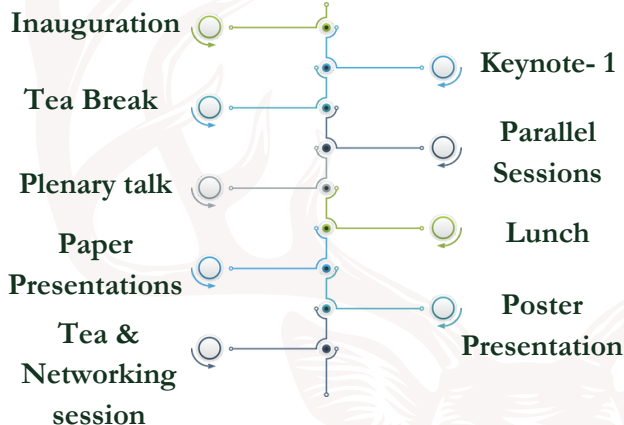 Inauguration
Keynote- 1
Tea Break
Parallel
Sessions
Plenary talk
Lunch
Paper
Presentations
Poster
Presentation
Tea &
Networking
session